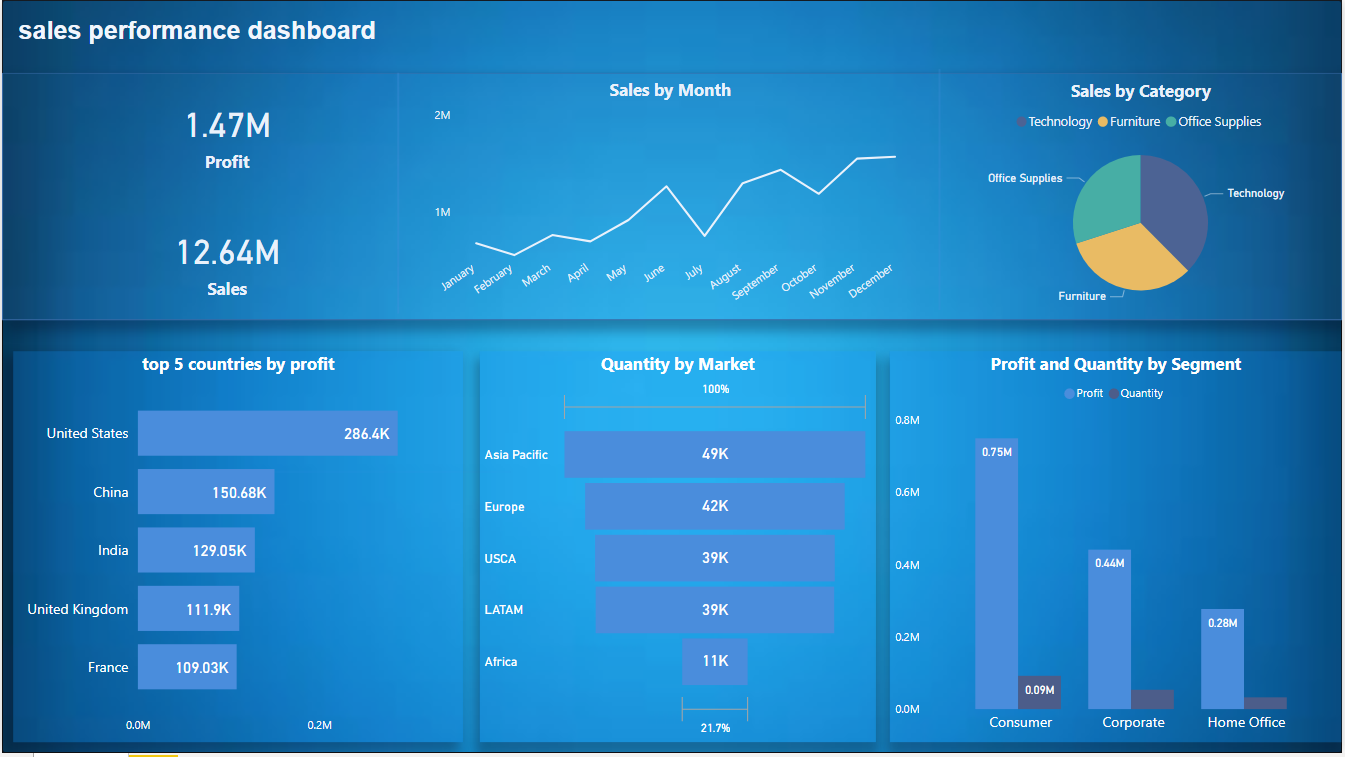 sales performance dashboard
1.47M
Profit
12.64M
Sales
Sales by Month
2M
1M
January
February
March
April
May
June
July
August
September
October
November
December
Sales by Category
Technology Furniture Office Supplies
Office Supplies
Technology
Furniture
top 5 countries by profit
United States 286.4K
China 150.68K
India 129.05K
United Kingdom 111.9K
France 109.03K
0.0M 0.2M
Quantity by Market
100%
Asia Pacific 49K
Europe 42K
USCA 39K
LATAM 39K
Africa 11K
21.7%
Profit and Quantity by Segment
Profit Quantity
0.8M
0.6M
0.4M
0.2M
0.0M
0.75M
0.09M
0.44M
0.28M
Consumer Corporate Home Office